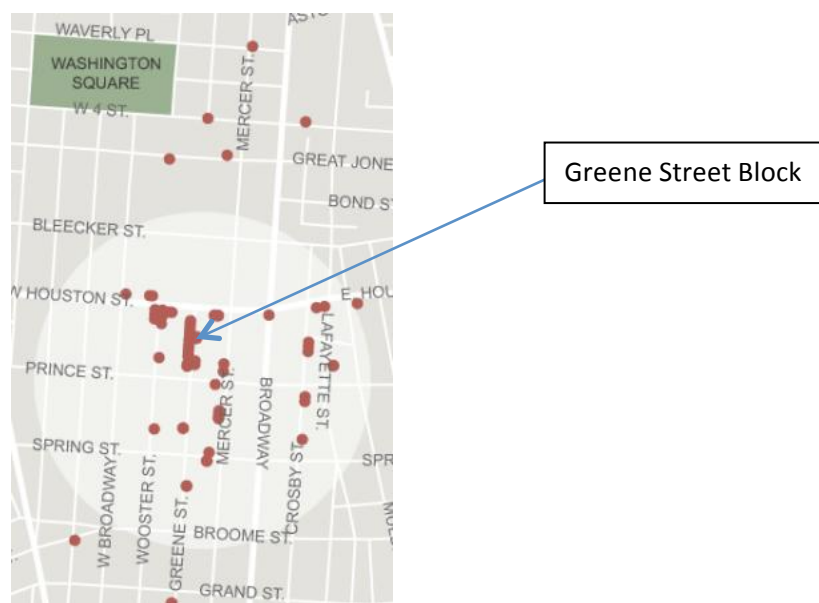 ASTO
WAVERLY PL
WASHINGTON
SQUARE
MERCER ST.
W 4 ST.
GREAT JONE
Greene Street Block
BOND ST
BLEECKER ST.
W HOUSTON ST.
E HOU
LAFAYETTE ST.
PRINCE ST.
MERCER ST.
BROADWAY
SPRING ST.
SPR
CROSBY ST.
W BROADWAY
WOOSTER ST.
GREENE ST.
BROOME ST.
GRAND ST.